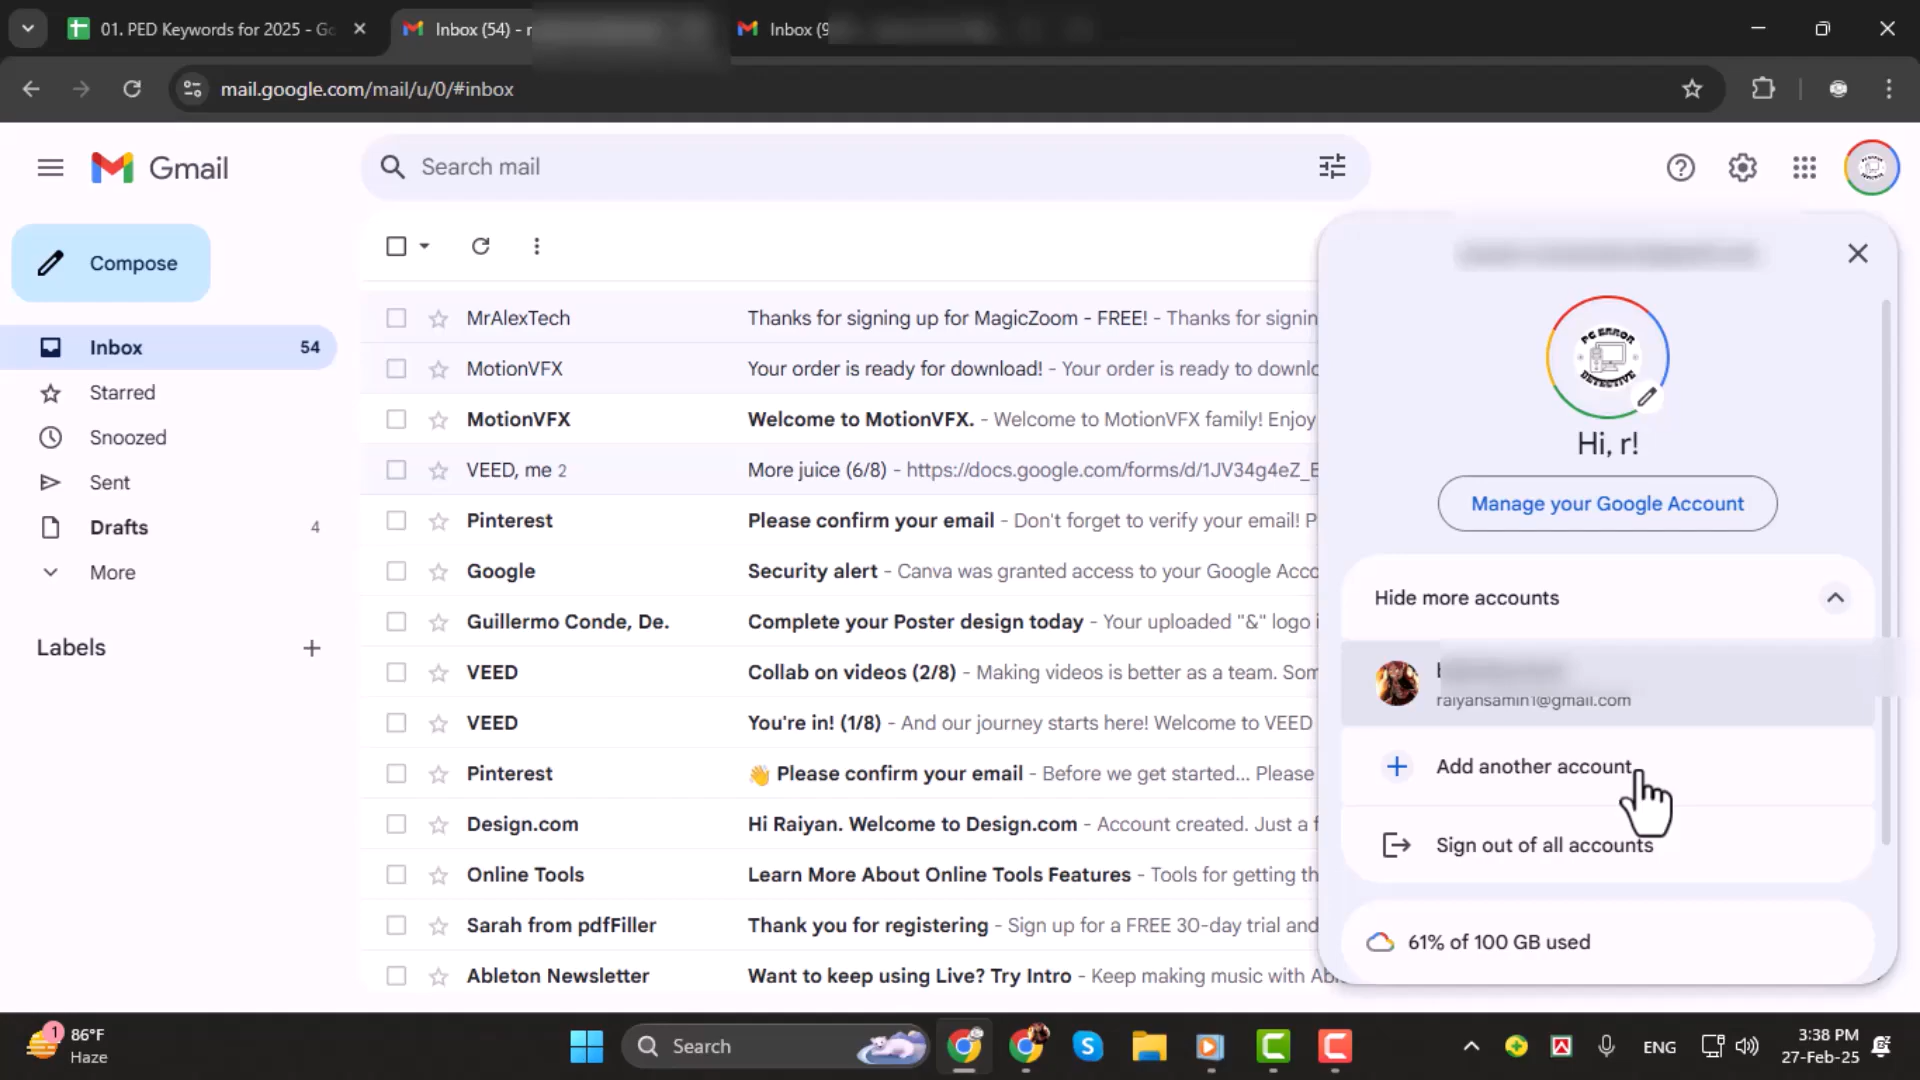 01. PED Keywords for 2025 - Go
Inbox (54) -
Inbox (9
mail.google.com/mail/u/0/#inbox
Gmail
Search mail
Compose
Inbox 54
Starred
Snoozed
Sent
Drafts 4
More
Labels
MrAlexTech Thanks for signing up for MagicZoom - FREE! - Thanks for signin
MotionVFX Your order is ready for download! - Your order is ready to downlo
MotionVFX Welcome to MotionVFX. - Welcome to MotionVFX family! Enjoy
VEED, me 2 More juice (6/8) - https://docs.google.com/forms/d/1JV34g4eZ_E
Pinterest Please confirm your email - Don't forget to verify your email! P
Google Security alert - Canva was granted access to your Google Acco
Guillermo Conde, De. Complete your Poster design today - Your uploaded "&" logo i
VEED Collab on videos (2/8) - Making videos is better as a team. Som
VEED You're in! (1/8) - And our journey starts here! Welcome to VEED
Pinterest 👋 Please confirm your email - Before we get started... Please
Design.com Hi Raiyan. Welcome to Design.com - Account created. Just a f
Online Tools Learn More About Online Tools Features - Tools for getting th
Sarah from pdfFiller Thank you for registering - Sign up for a FREE 30-day trial and
Ableton Newsletter Want to keep using Live? Try Intro - Keep making music with Abl
PC ERROR
DETECTIVE
Hi, r!
Manage your Google Account
Hide more accounts
raiyansamin1@gmail.com
Add another account
Sign out of all accounts
61% of 100 GB used
1
86°F
Haze
Search
ENG
3:38 PM
27-Feb-25